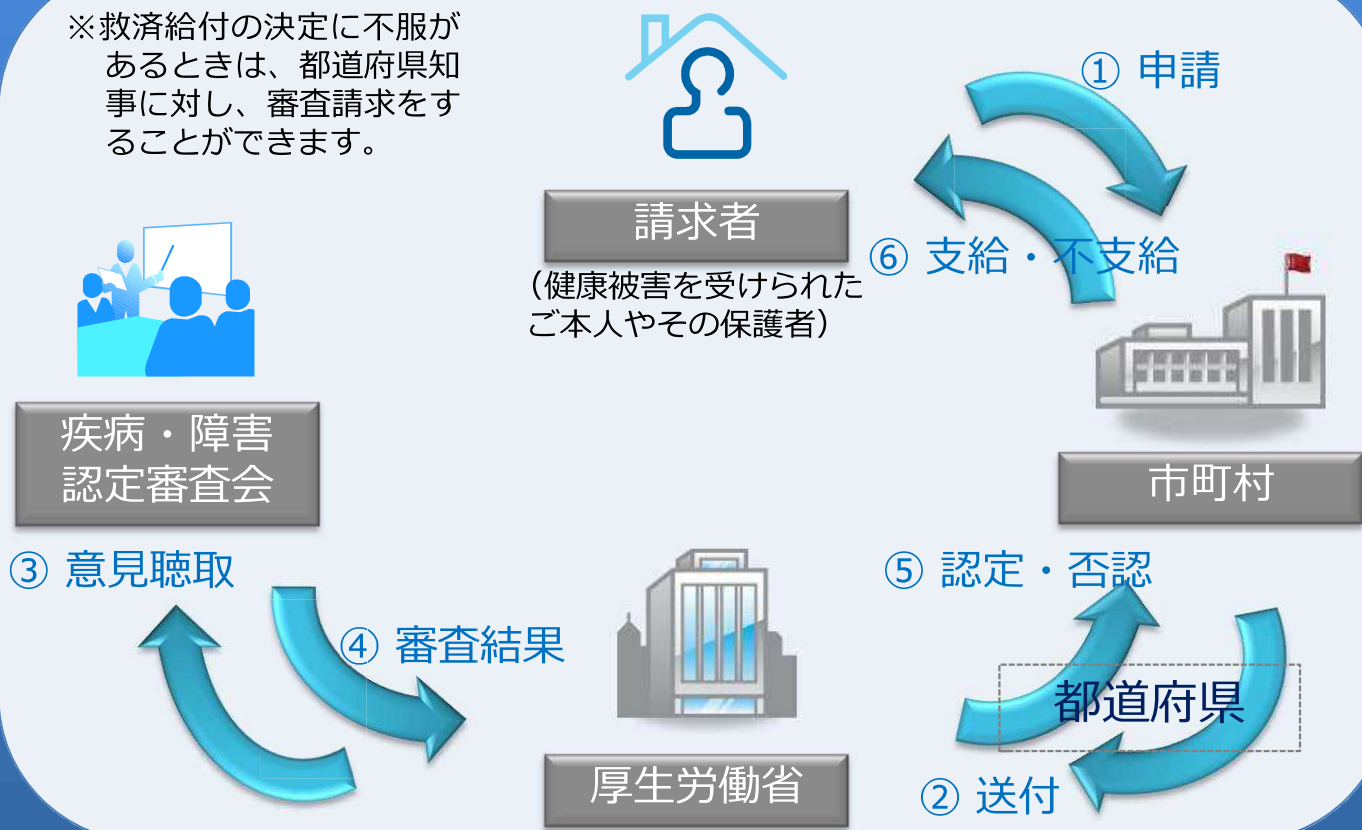 ※救済給付の決定に不服が
あるときは、都道府県知
事に対し、審査請求をす
ることができます。
① 申請
請求者
⑥ 支給・不支給
（健康被害を受けられた
ご本人やその保護者）
疾病・障害
認定審査会
市町村
③ 意見聴取
⑤ 認定・否認
④ 審査結果
都道府県
厚生労働省
② 送付